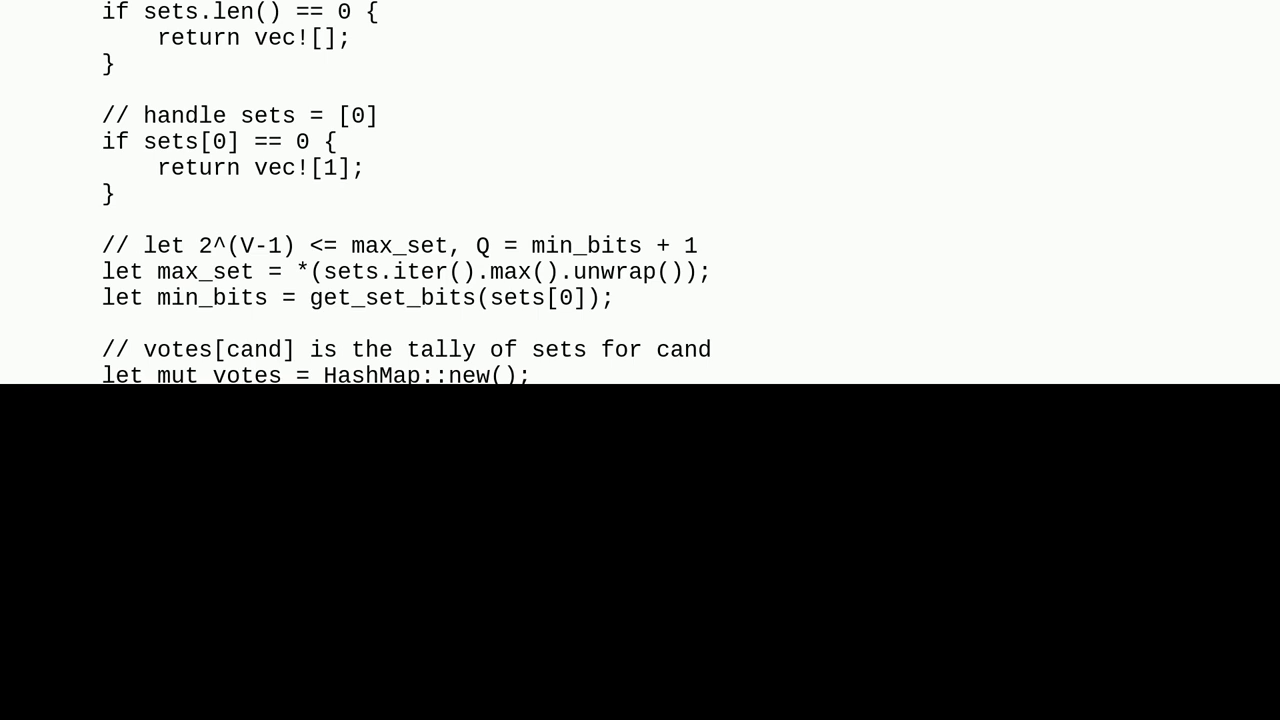 if sets.len() == 0 {
    return vec![];
}

// handle sets = [0]
if sets[0] == 0 {
    return vec![1];
}

// let 2^(V-1) <= max_set, Q = min_bits + 1
let max_set = *(sets.iter().max().unwrap());
let min_bits = get_set_bits(sets[0]);

// votes[cand] is the tally of sets for cand
let mut votes = HashMap::new();